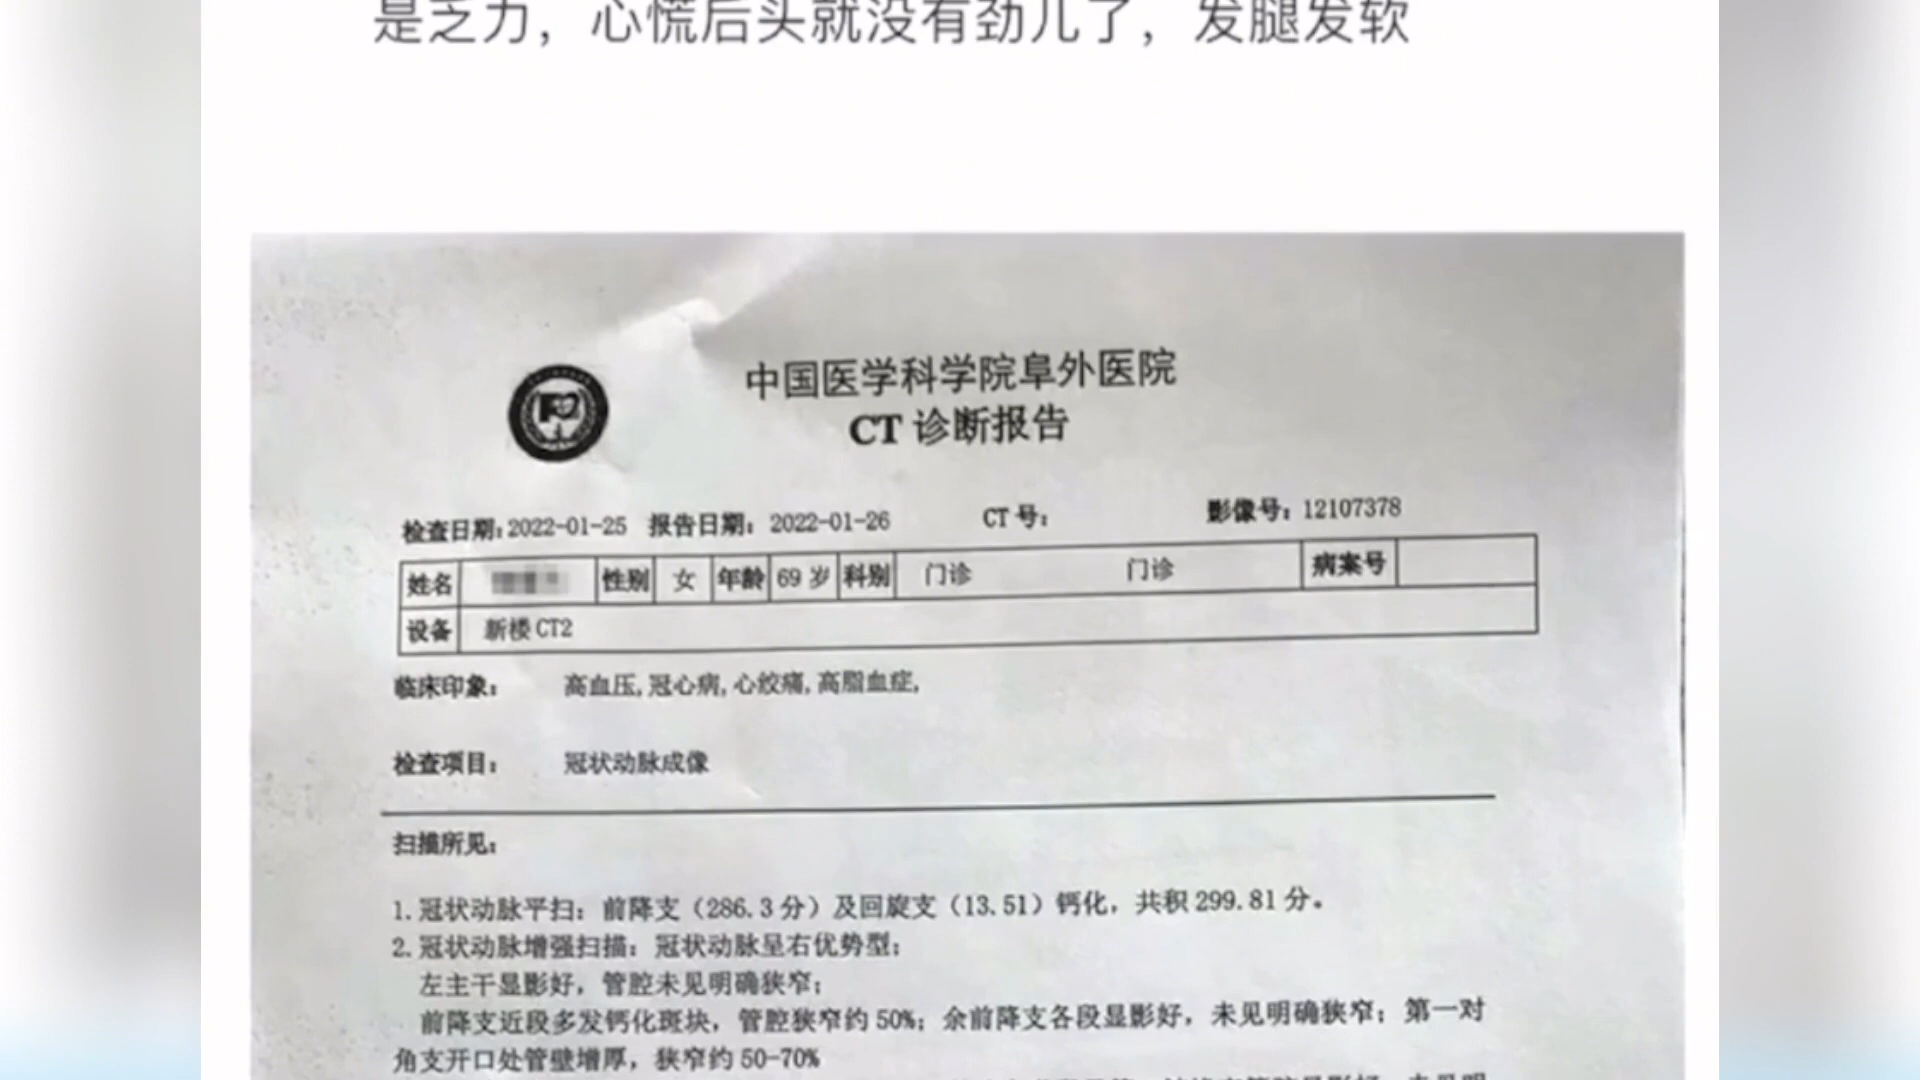 是乏力，心慌后头就没有劲儿了，发腿发软
中国医学科学院阜外医院
CT 诊断报告
检查日期：2022-01-25 报告日期：2022-01-26 CT 号： 影像号：12107378
姓名 性别 女 年龄 69 岁 科别 门诊 门诊 病案号
设备 新楼 CT2
临床印象： 高血压,冠心病,心绞痛,高脂血症,
检查项目： 冠状动脉成像
扫描所见：
1.冠状动脉平扫：前降支（286.3 分）及回旋支（13.51）钙化，共积 299.81 分。
2.冠状动脉增强扫描：冠状动脉呈右优势型；
左主干显影好，管腔未见明确狭窄；
前降支近段多发钙化斑块，管腔狭窄约 50%；余前降支各段显影好，未见明确狭窄；第一对
角支开口处管壁增厚，狭窄约 50-70%